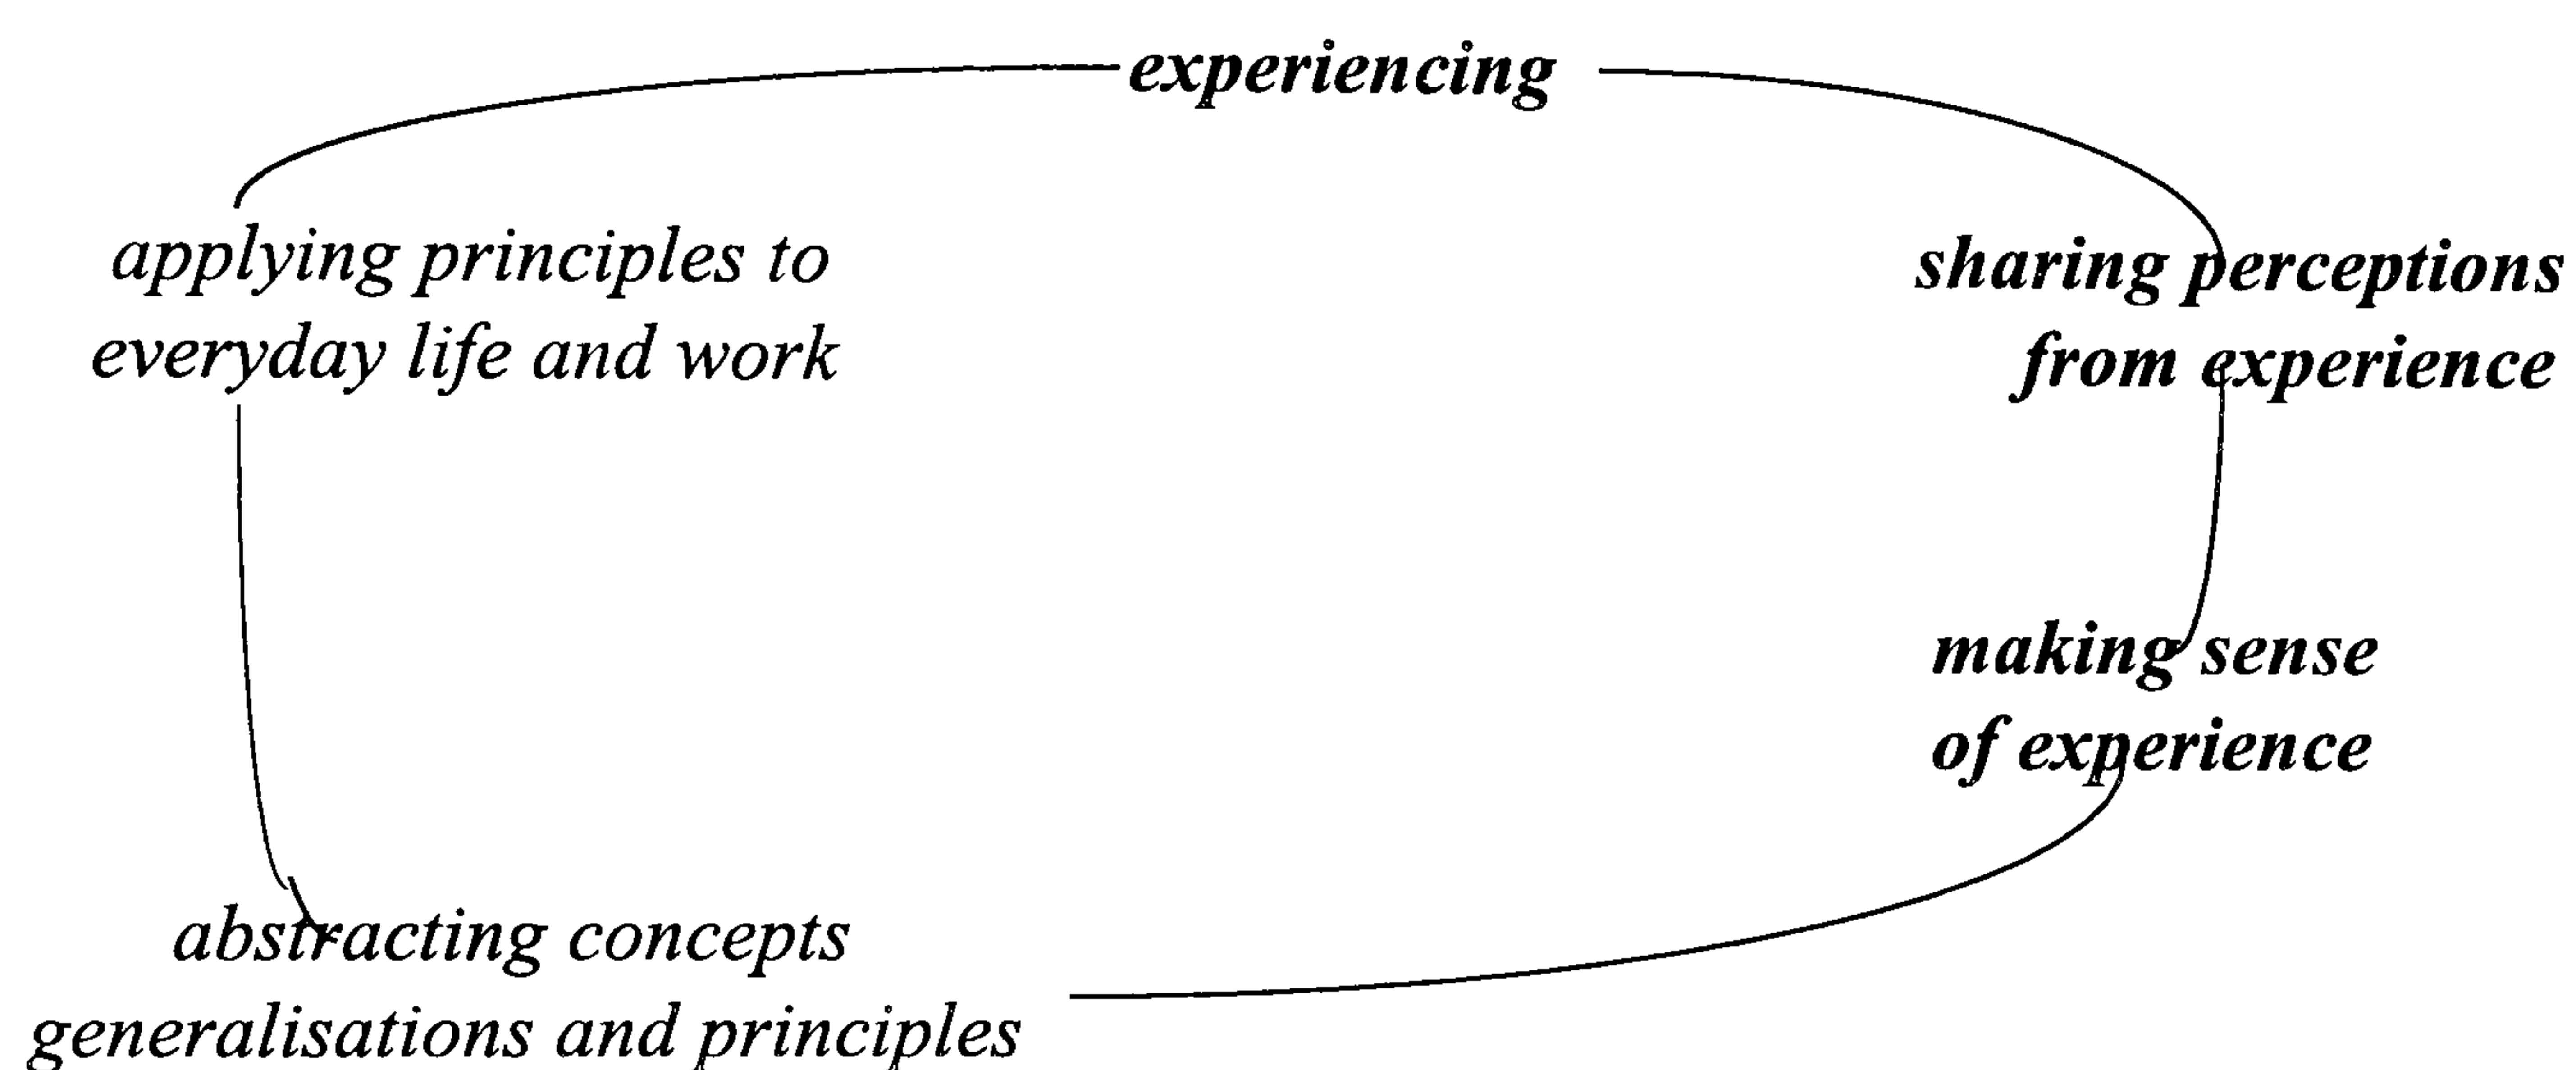 experiencing
applying principles to
everyday life and work
sharing perceptions
from experience
making sense
of experience
abstracting concepts
generalisations and principles